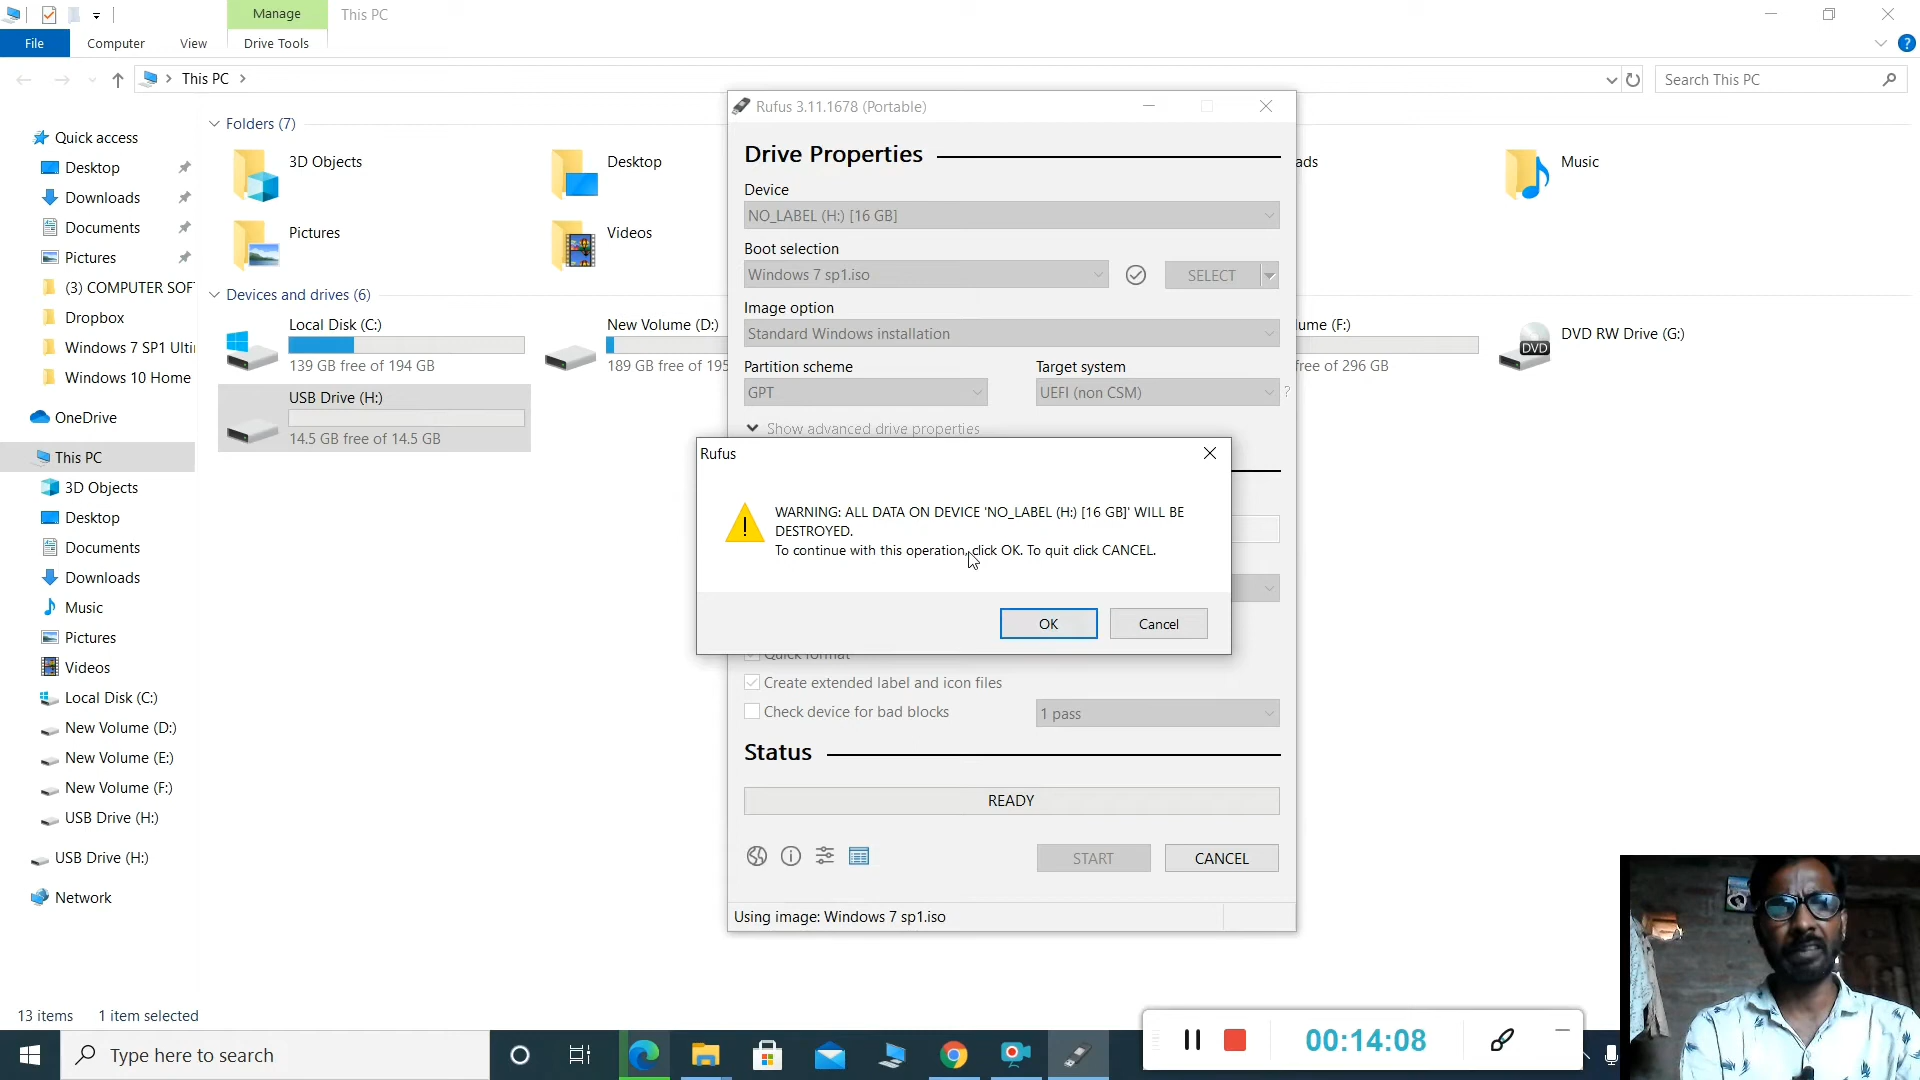 Manage
This PC
File
Computer
View
Drive Tools
This PC
Search This PC
Quick access
Desktop
Downloads
Documents
Pictures
(3) COMPUTER SOF
Dropbox
Windows 7 SP1 Ulti
Windows 10 Home
OneDrive
This PC
3D Objects
Desktop
Documents
Downloads
Music
Pictures
Videos
Local Disk (C:)
New Volume (D:)
New Volume (E:)
New Volume (F:)
USB Drive (H:)
USB Drive (H:)
Network
Folders (7)
3D Objects
Desktop
ads
Music
Pictures
Videos
Devices and drives (6)
Local Disk (C:)
139 GB free of 194 GB
New Volume (D:)
189 GB free of 195
lume (F:)
free of 296 GB
DVD RW Drive (G:)
DVD
USB Drive (H:)
14.5 GB free of 14.5 GB
Rufus 3.11.1678 (Portable)
Drive Properties
Device
NO_LABEL (H:) [16 GB]
Boot selection
Windows 7 sp1.iso
SELECT
Image option
Standard Windows installation
Partition scheme
Target system
GPT
UEFI (non CSM)
?
Show advanced drive properties
Rufus
WARNING: ALL DATA ON DEVICE 'NO_LABEL (H:) [16 GB]' WILL BE
DESTROYED.
To continue with this operation, click OK. To quit click CANCEL.
OK
Cancel
Quick format
Create extended label and icon files
Check device for bad blocks
1 pass
Status
READY
START
CANCEL
Using image: Windows 7 sp1.iso
13 items
1 item selected
Type here to search
00:14:08